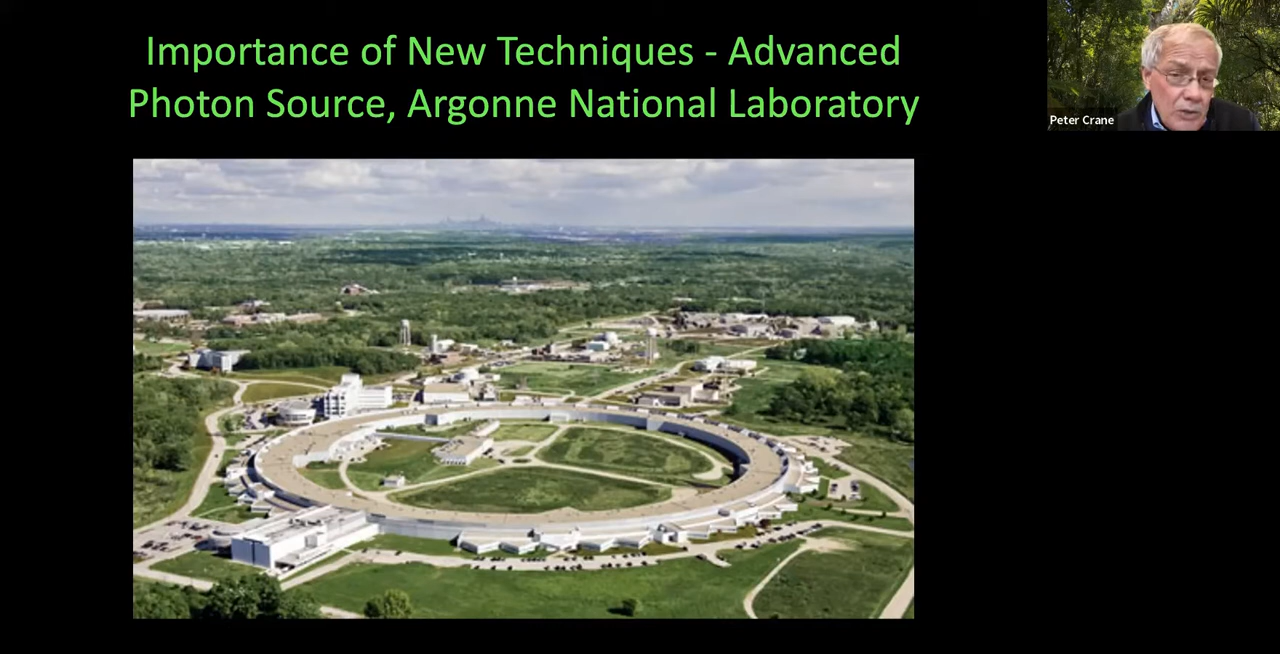 Importance of New Techniques - Advanced
Photon Source, Argonne National Laboratory
Peter Crane